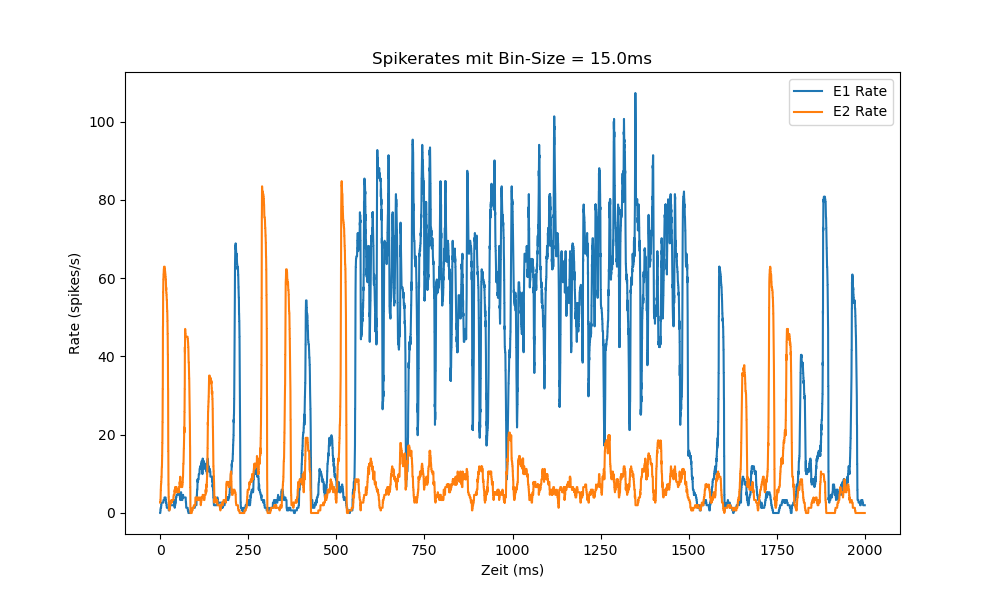 Spikerates mit Bin-Size = 15.0ms
E1 Rate
E2 Rate
100
80
60
40
20
0
Rate (spikes/s)
0 250 500 750 1000 1250 1500 1750 2000
Zeit (ms)